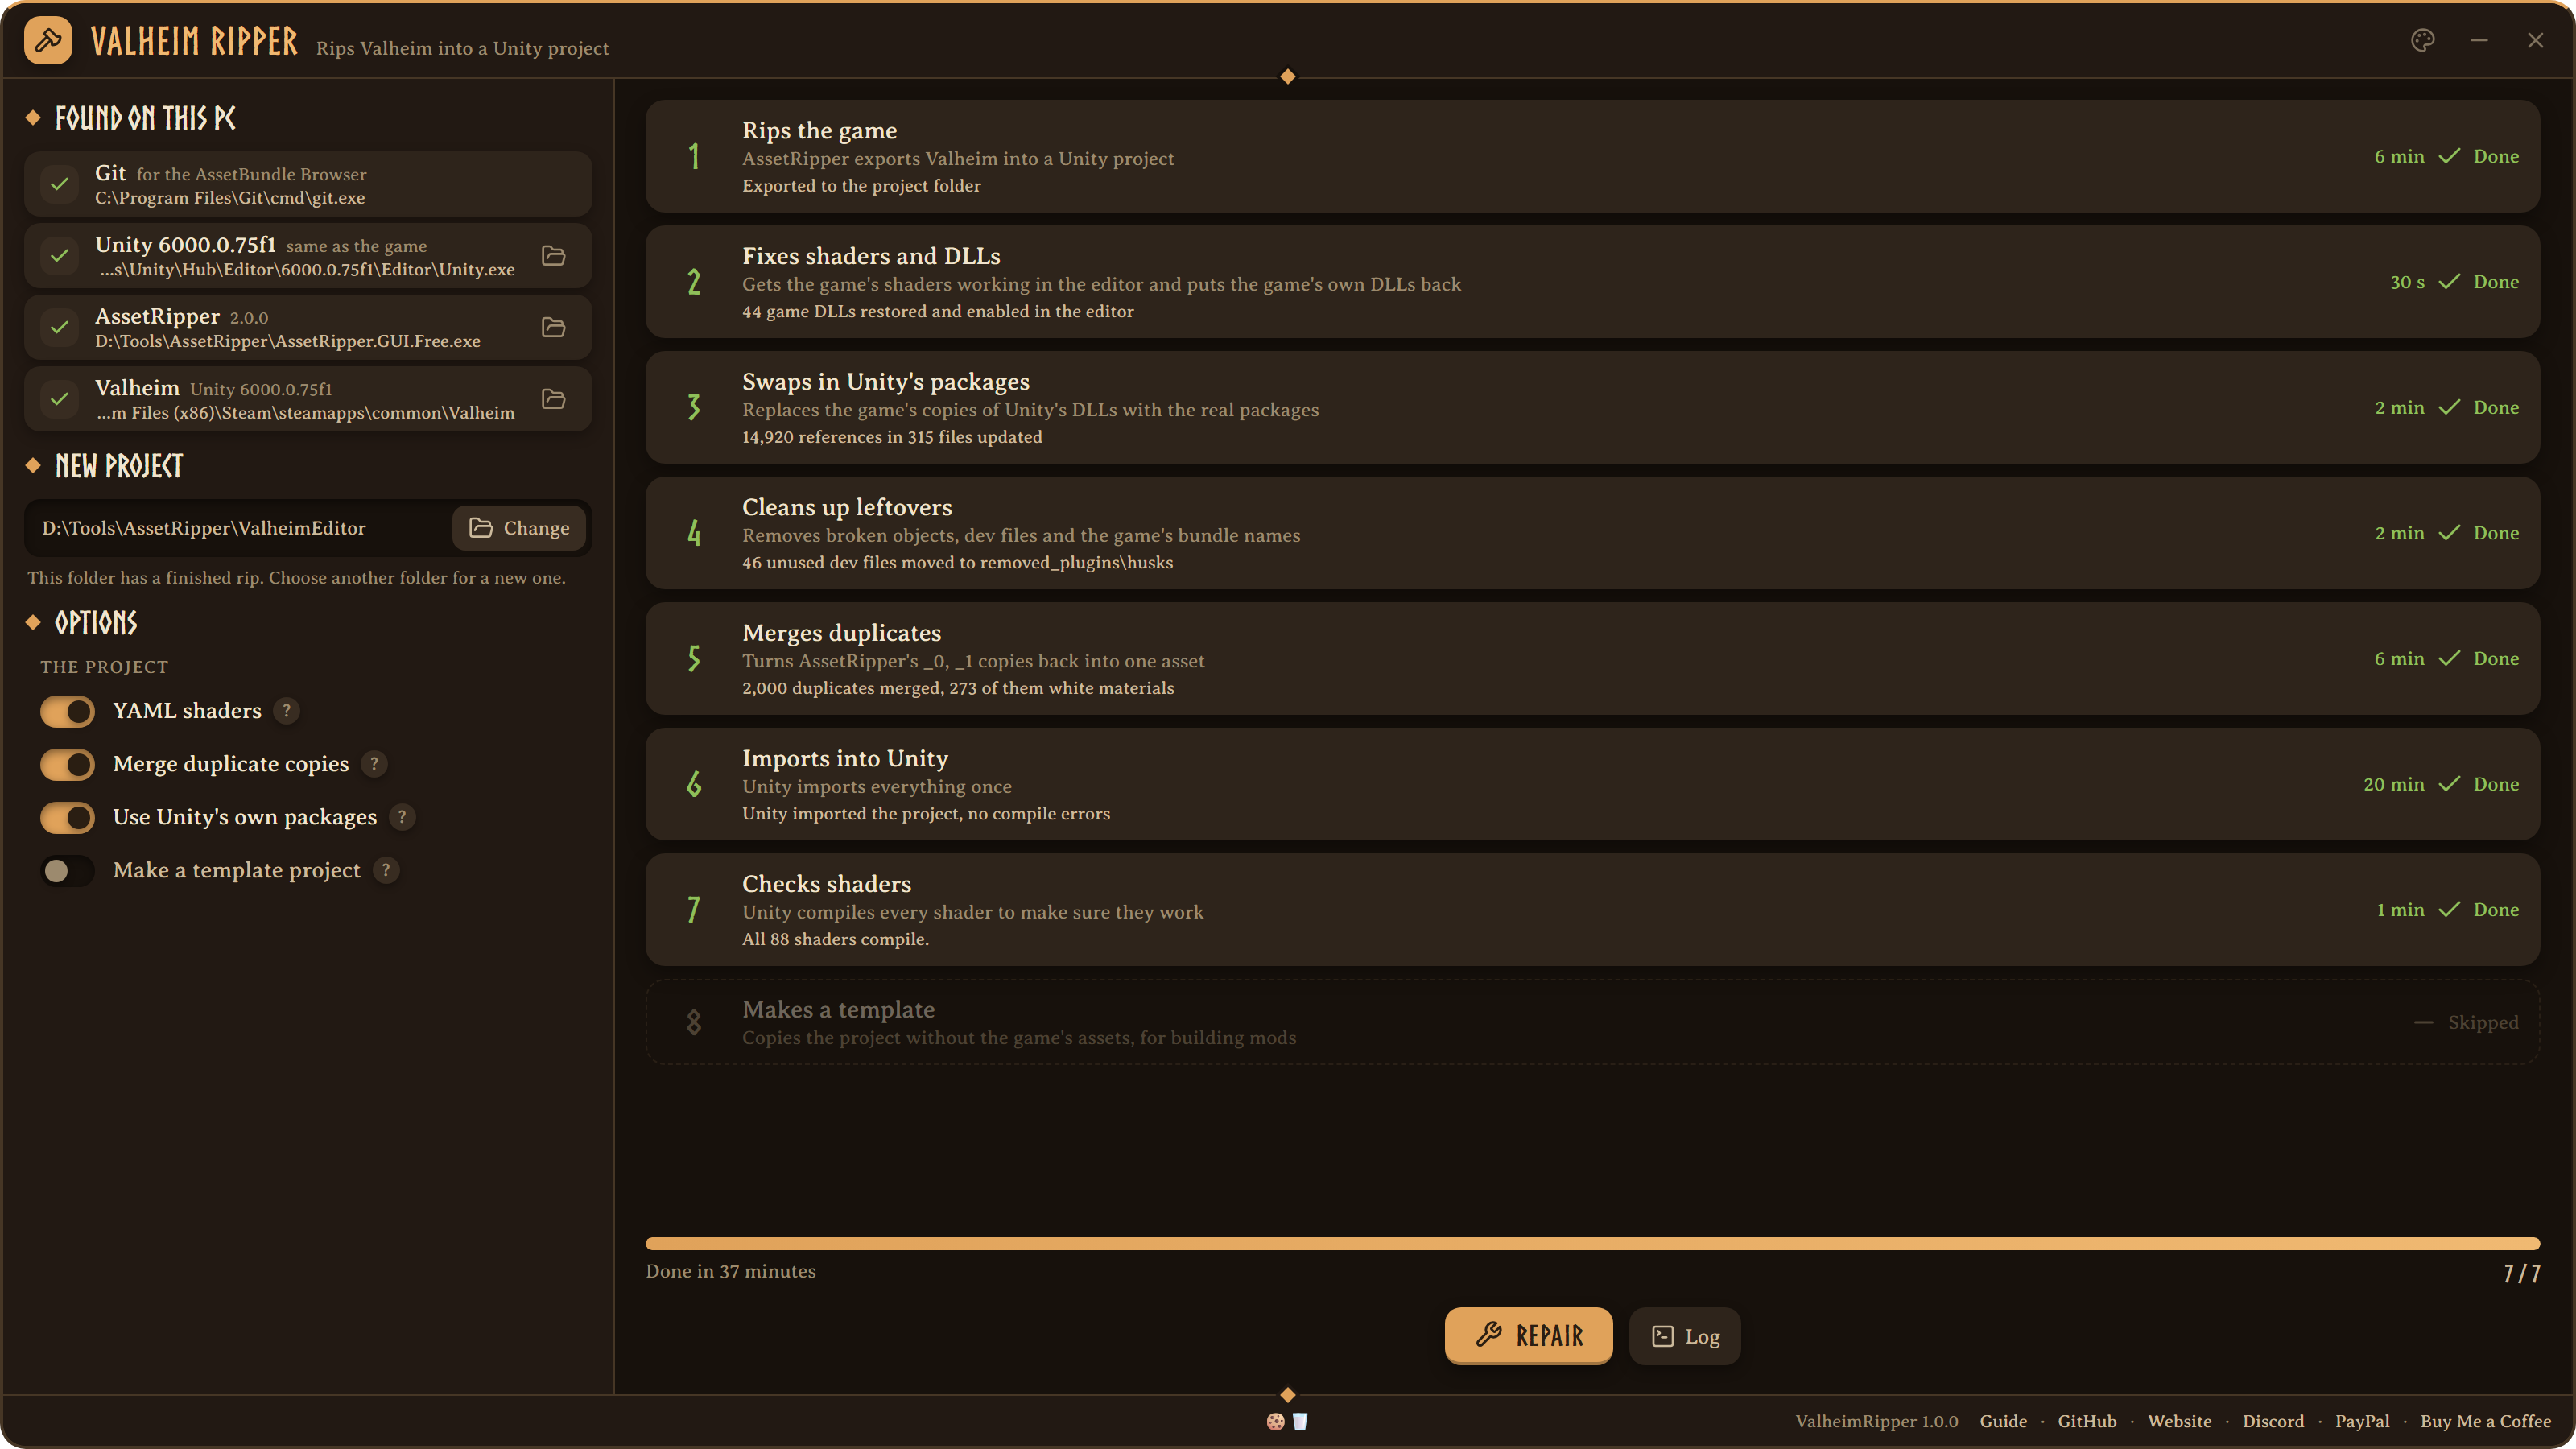 VALHEIM RIPPER Rips Valheim into a Unity project
FOUND ON THIS PC
Git for the AssetBundle Browser
C:\Program Files\Git\cmd\git.exe
Unity 6000.0.75f1 same as the game
...s\Unity\Hub\Editor\6000.0.75f1\Editor\Unity.exe
AssetRipper 2.0.0
D:\Tools\AssetRipper\AssetRipper.GUI.Free.exe
Valheim Unity 6000.0.75f1
...m Files (x86)\Steam\steamapps\common\Valheim
NEW PROJECT
D:\Tools\AssetRipper\ValheimEditor Change
This folder has a finished rip. Choose another folder for a new one.
OPTIONS
THE PROJECT
YAML shaders ?
Merge duplicate copies ?
Use Unity's own packages ?
Make a template project ?
1 Rips the game
AssetRipper exports Valheim into a Unity project
Exported to the project folder
6 min Done
2 Fixes shaders and DLLs
Gets the game's shaders working in the editor and puts the game's own DLLs back
44 game DLLs restored and enabled in the editor
30 s Done
3 Swaps in Unity's packages
Replaces the game's copies of Unity's DLLs with the real packages
14,920 references in 315 files updated
2 min Done
4 Cleans up leftovers
Removes broken objects, dev files and the game's bundle names
46 unused dev files moved to removed_plugins\husks
2 min Done
5 Merges duplicates
Turns AssetRipper's _0, _1 copies back into one asset
2,000 duplicates merged, 273 of them white materials
6 min Done
6 Imports into Unity
Unity imports everything once
Unity imported the project, no compile errors
20 min Done
7 Checks shaders
Unity compiles every shader to make sure they work
All 88 shaders compile.
1 min Done
8 Makes a template
Copies the project without the game's assets, for building mods
Skipped
Done in 37 minutes 7/7
REPAIR Log
ValheimRipper 1.0.0 Guide · GitHub · Website · Discord · PayPal · Buy Me a Coffee